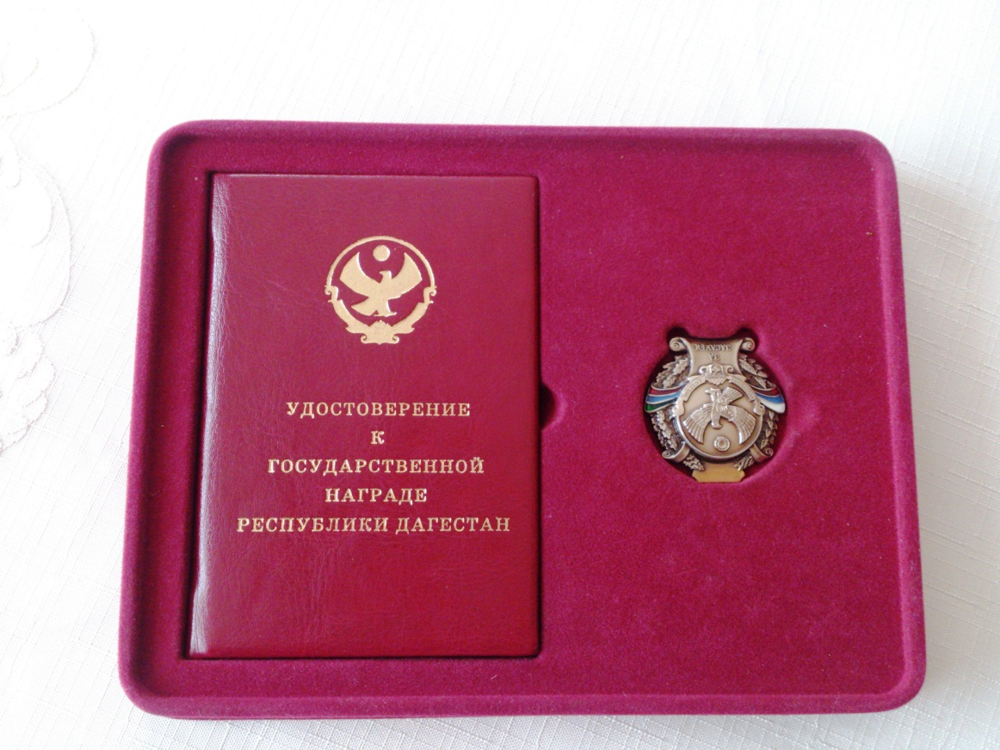 УДОСТОВЕРЕНИЕ
К
ГОСУДАРСТВЕННОЙ
НАГРАДЕ
РЕСПУБЛИКИ ДАГЕСТАН